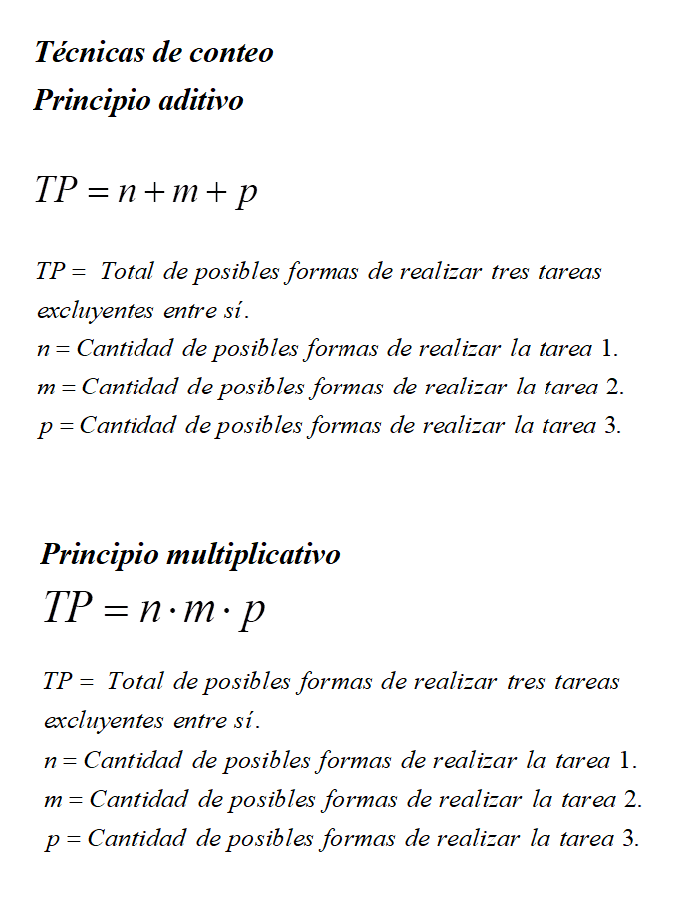 Técnicas de conteo
Principio aditivo
TP = n + m + p
TP = Total de posibles formas de realizar tres tareas
excluyentes entre sí.
n = Cantidad de posibles formas de realizar la tarea 1.
m = Cantidad de posibles formas de realizar la tarea 2.
p = Cantidad de posibles formas de realizar la tarea 3.
Principio multiplicativo
TP = n · m · p
TP = Total de posibles formas de realizar tres tareas
excluyentes entre sí.
n = Cantidad de posibles formas de realizar la tarea 1.
m = Cantidad de posibles formas de realizar la tarea 2.
p = Cantidad de posibles formas de realizar la tarea 3.